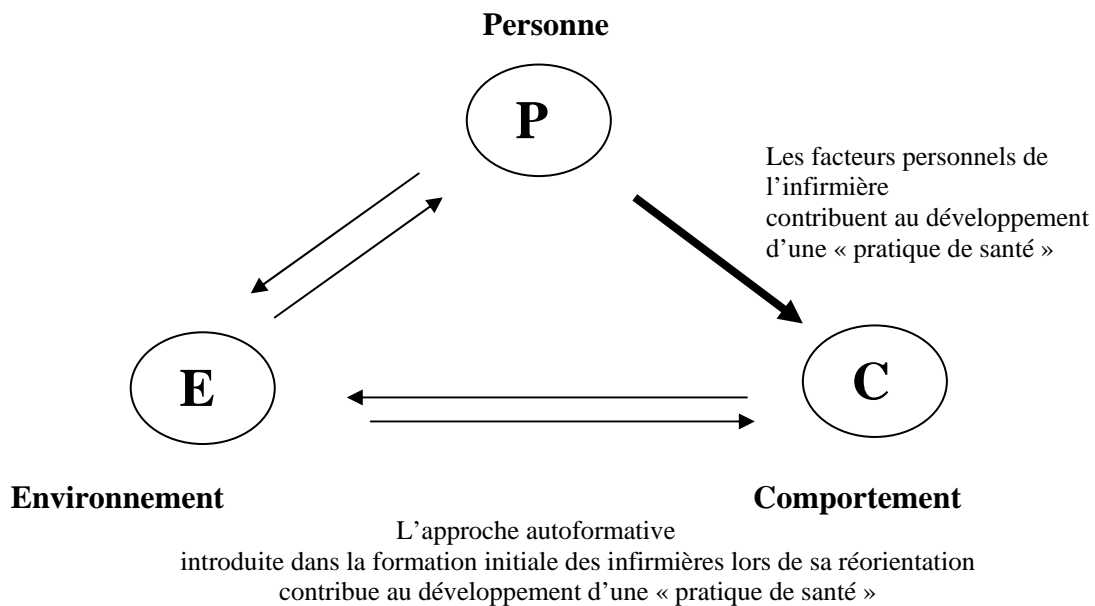 Personne
P
Les facteurs personnels de
l’infirmière
contribuent au développement
d’une « pratique de santé »
E
C
Environnement
Comportement
L’approche autoformative
introduite dans la formation initiale des infirmières lors de sa réorientation
contribue au développement d’une « pratique de santé »